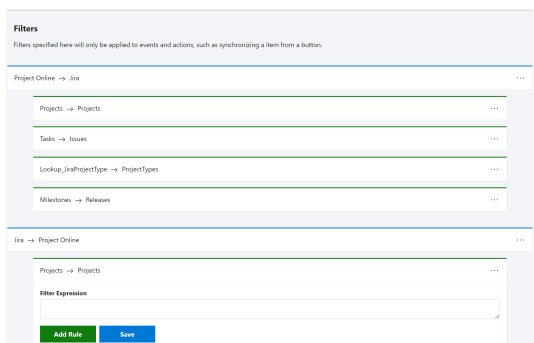 Filters
Filters specified here will only be applied to events and actions, such as synchronizing a item from a button.
Project Online → Jira
Projects → Projects
Tasks → Issues
Lookup_JiraProjectType → ProjectTypes
Milestones → Releases
Jira → Project Online
Projects → Projects
Filter Expression
Add Rule Save